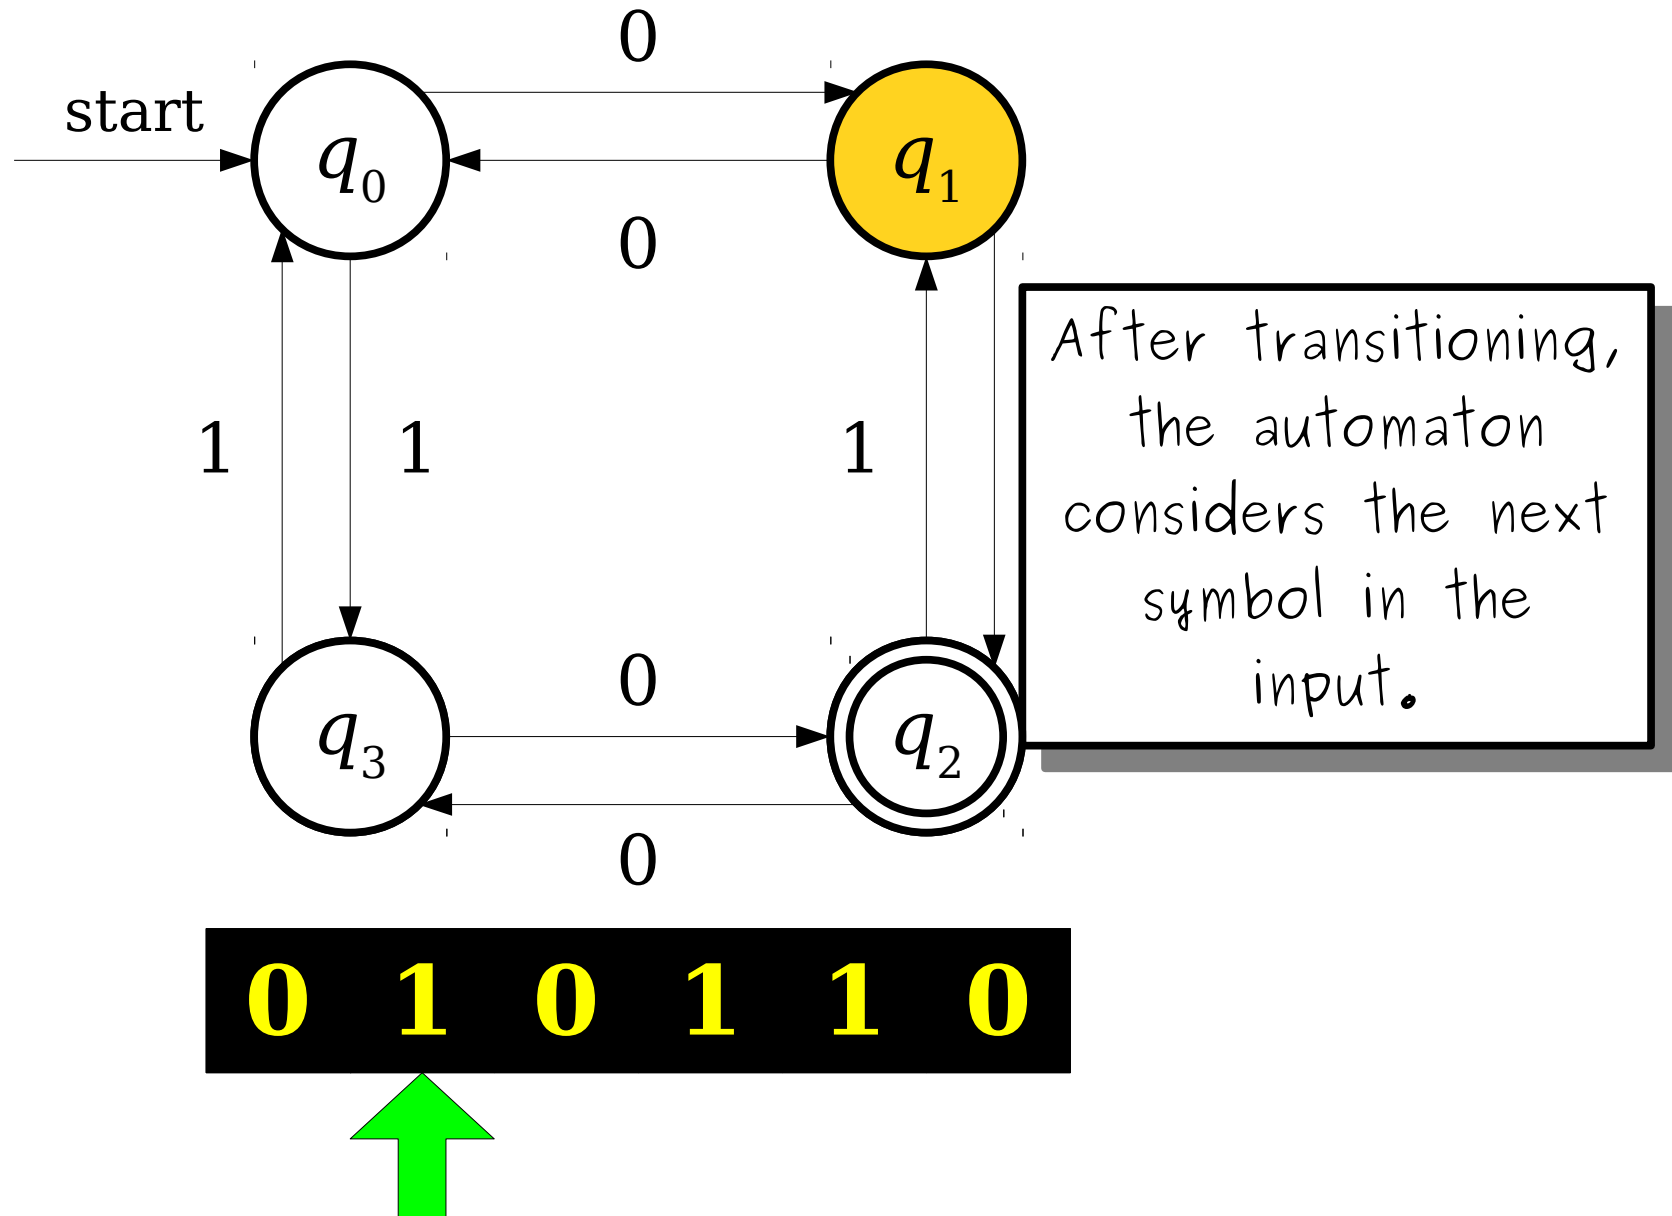 0
start
q0
q1
0
1
1
1
After transitioning,
the automaton
considers the next
symbol in the
input.
0
q3
q2
0
0 1 0 1 1 0